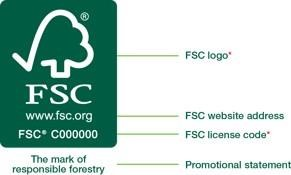 FSC logo*
FSC
www.fsc.org
FSC website address
FSC® C000000
FSC license code*
The mark of
responsible forestry
Promotional statement